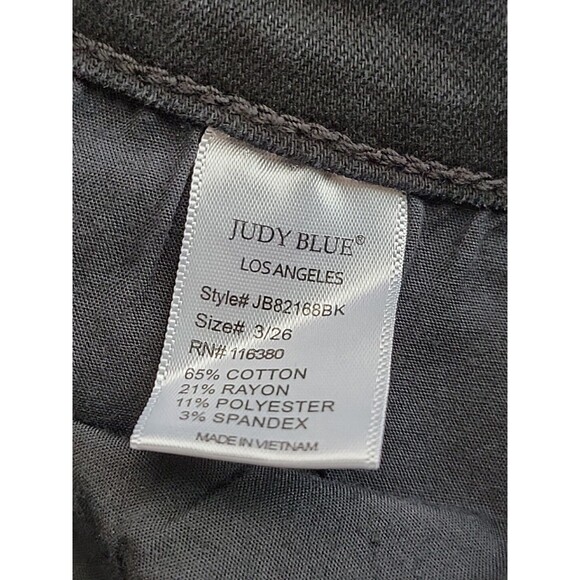 JUDY BLUE®
LOS ANGELES
Style# JB82168BK
Size# 3/26
RN# 116380
65% COTTON
21% RAYON
11% POLYESTER
3% SPANDEX
MADE IN VIETNAM